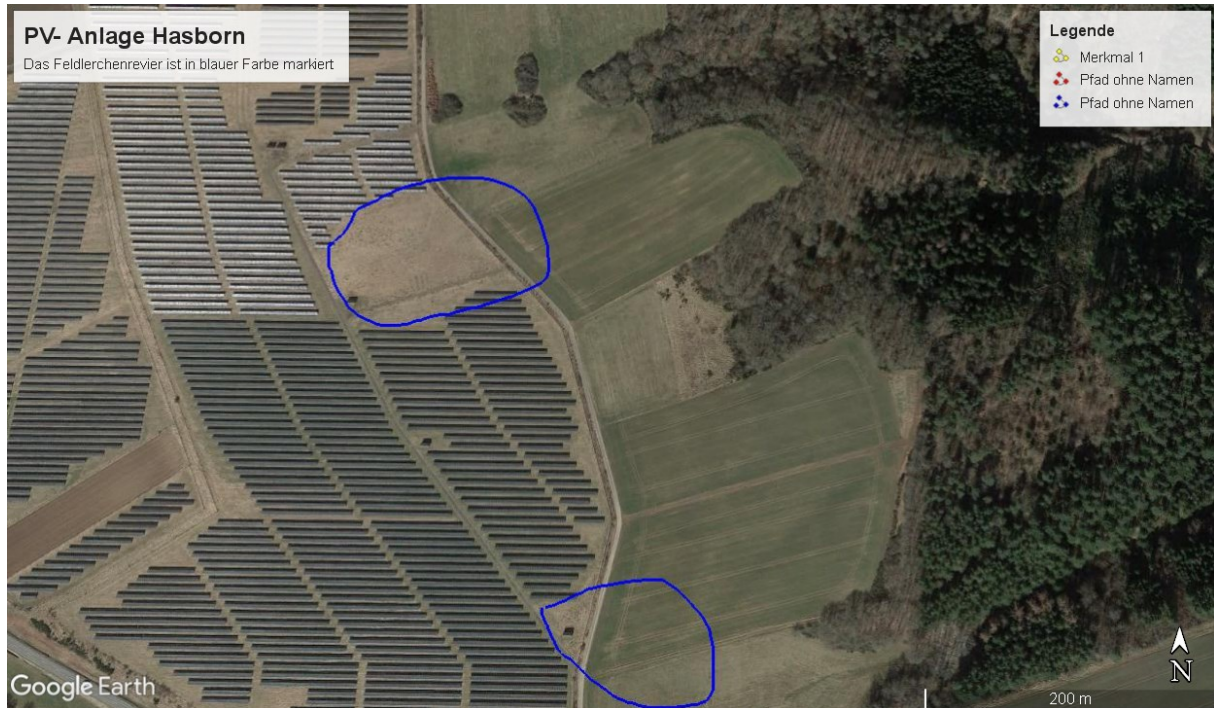 PV- Anlage Hasborn
Das Feldlerchenrevier ist in blauer Farbe markiert
Legende
Merkmal 1
Pfad ohne Namen
Pfad ohne Namen
Google Earth
N
200 m